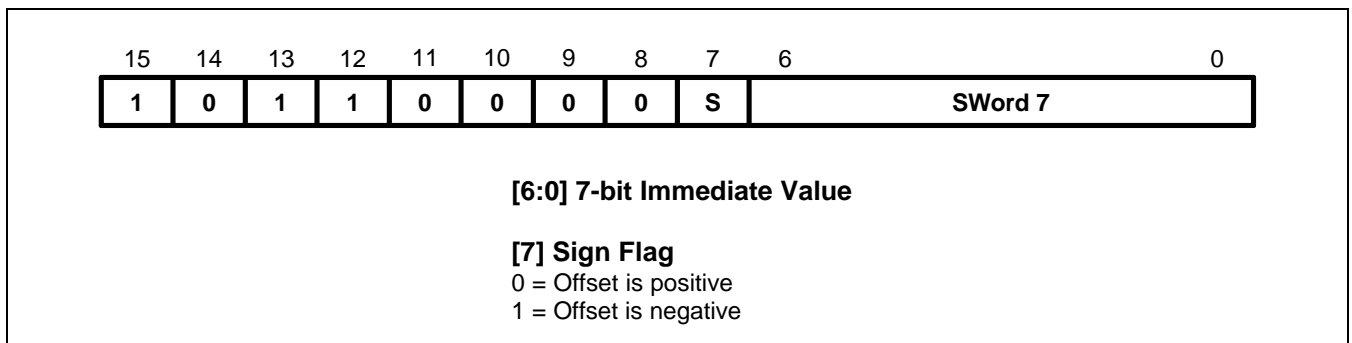 15 14 13 12 11 10 9 8 7 6 0
1 0 1 1 0 0 0 0 S SWord 7
[6:0] 7-bit Immediate Value
[7] Sign Flag
0 = Offset is positive
1 = Offset is negative